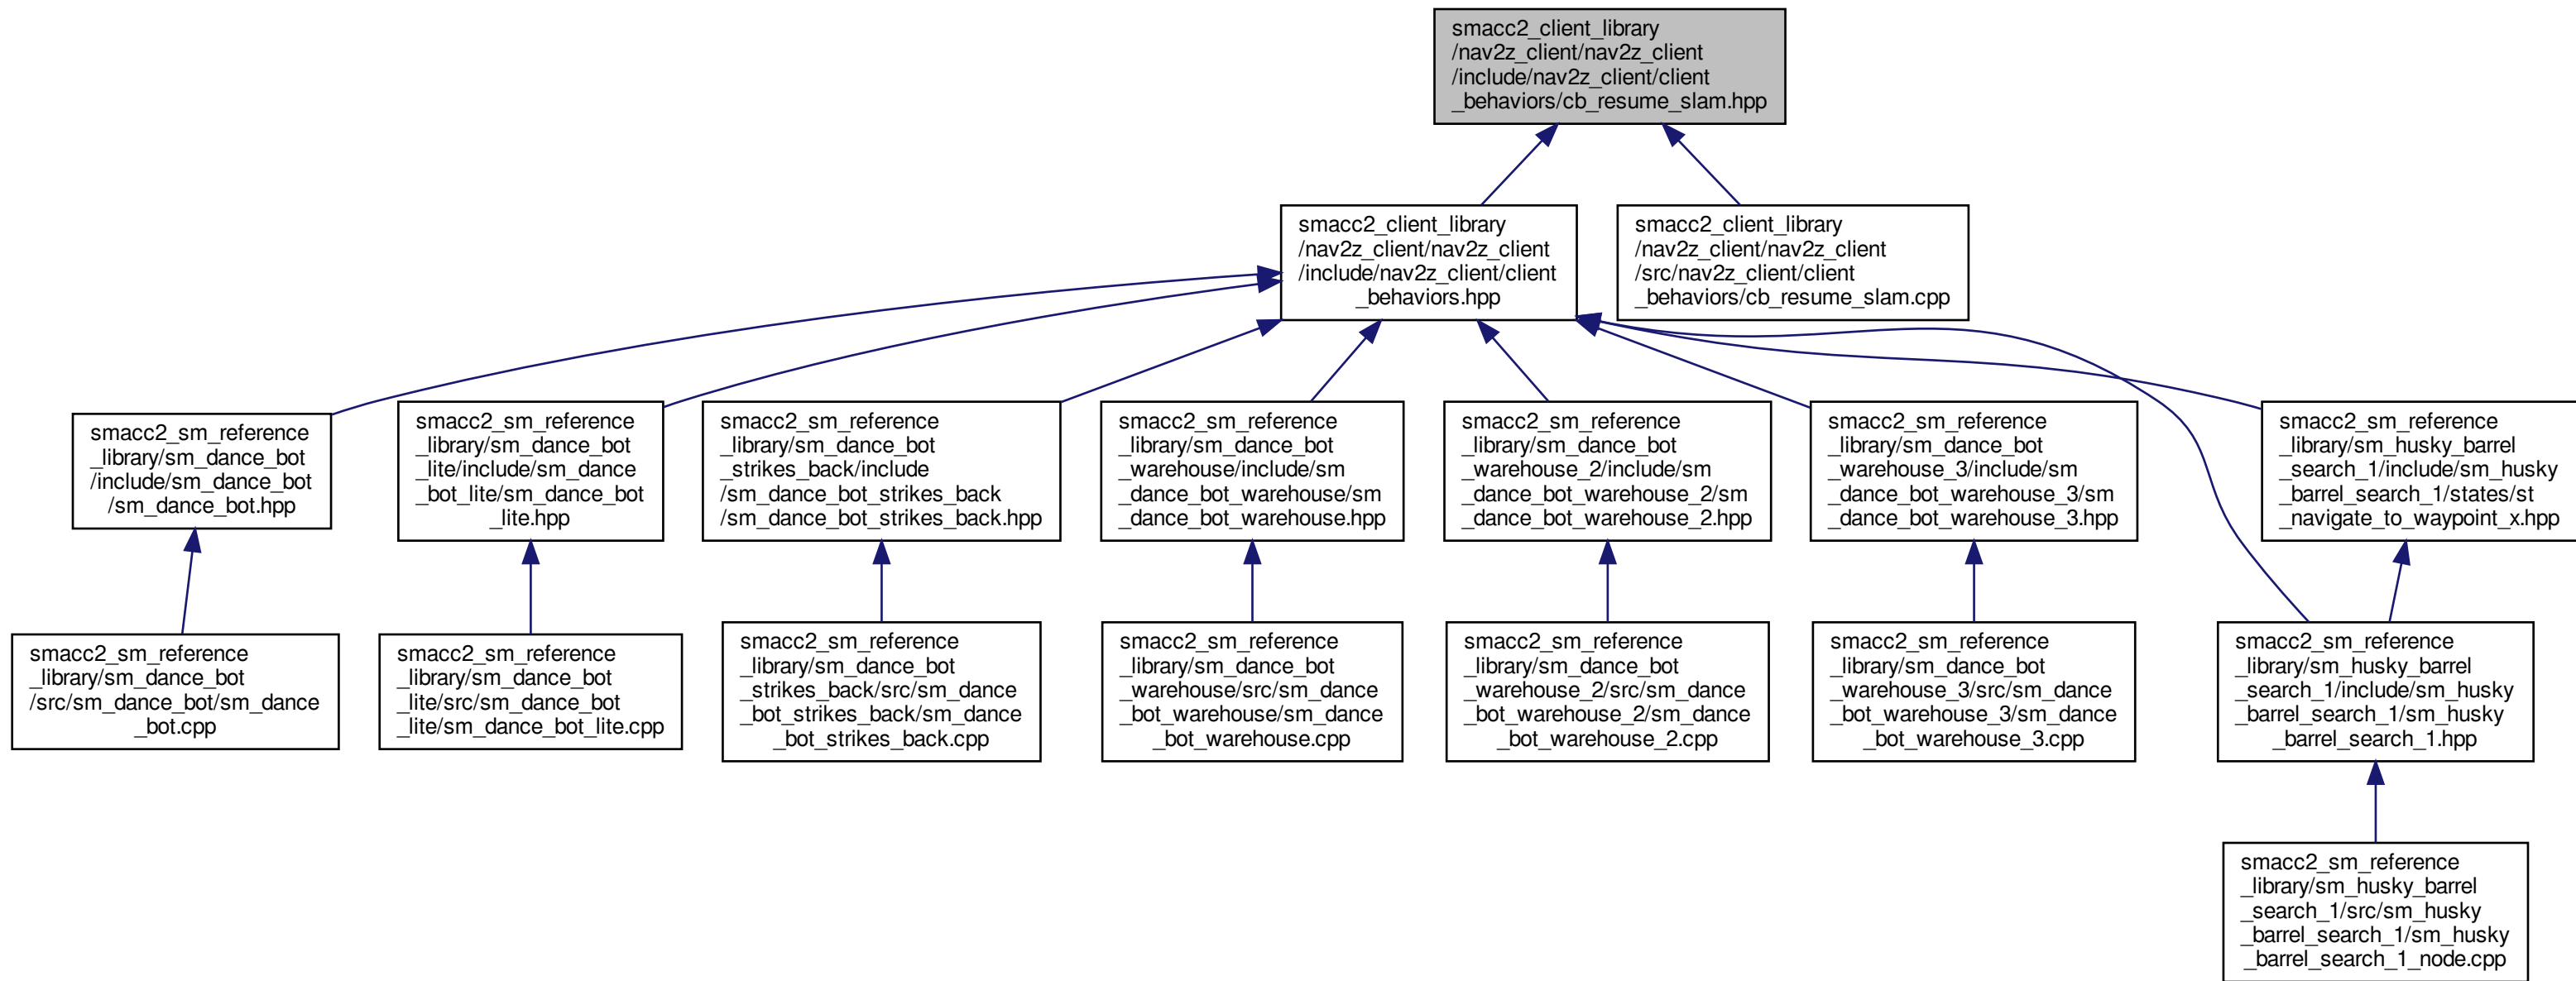 smacc2_client_library
/nav2z_client/nav2z_client
/include/nav2z_client/client
_behaviors/cb_resume_slam.hpp
smacc2_client_library
/nav2z_client/nav2z_client
/include/nav2z_client/client
_behaviors.hpp
smacc2_client_library
/nav2z_client/nav2z_client
/src/nav2z_client/client
_behaviors/cb_resume_slam.cpp
smacc2_sm_reference
_library/sm_dance_bot
/include/sm_dance_bot
/sm_dance_bot.hpp
smacc2_sm_reference
_library/sm_dance_bot
_lite/include/sm_dance
_bot_lite/sm_dance_bot
_lite.hpp
smacc2_sm_reference
_library/sm_dance_bot
_strikes_back/include
/sm_dance_bot_strikes_back
/sm_dance_bot_strikes_back.hpp
smacc2_sm_reference
_library/sm_dance_bot
_warehouse/include/sm
_dance_bot_warehouse/sm
_dance_bot_warehouse.hpp
smacc2_sm_reference
_library/sm_dance_bot
_warehouse_2/include/sm
_dance_bot_warehouse_2/sm
_dance_bot_warehouse_2.hpp
smacc2_sm_reference
_library/sm_dance_bot
_warehouse_3/include/sm
_dance_bot_warehouse_3/sm
_dance_bot_warehouse_3.hpp
smacc2_sm_reference
_library/sm_husky_barrel
_search_1/include/sm_husky
_barrel_search_1/states/st
_navigate_to_waypoint_x.hpp
smacc2_sm_reference
_library/sm_dance_bot
/src/sm_dance_bot/sm_dance
_bot.cpp
smacc2_sm_reference
_library/sm_dance_bot
_lite/src/sm_dance_bot
_lite/sm_dance_bot_lite.cpp
smacc2_sm_reference
_library/sm_dance_bot
_strikes_back/src/sm_dance
_bot_strikes_back/sm_dance
_bot_strikes_back.cpp
smacc2_sm_reference
_library/sm_dance_bot
_warehouse/src/sm_dance
_bot_warehouse/sm_dance
_bot_warehouse.cpp
smacc2_sm_reference
_library/sm_dance_bot
_warehouse_2/src/sm_dance
_bot_warehouse_2/sm_dance
_bot_warehouse_2.cpp
smacc2_sm_reference
_library/sm_dance_bot
_warehouse_3/src/sm_dance
_bot_warehouse_3/sm_dance
_bot_warehouse_3.cpp
smacc2_sm_reference
_library/sm_husky_barrel
_search_1/include/sm_husky
_barrel_search_1/sm_husky
_barrel_search_1.hpp
smacc2_sm_reference
_library/sm_husky_barrel
_search_1/src/sm_husky
_barrel_search_1/sm_husky
_barrel_search_1_node.cpp